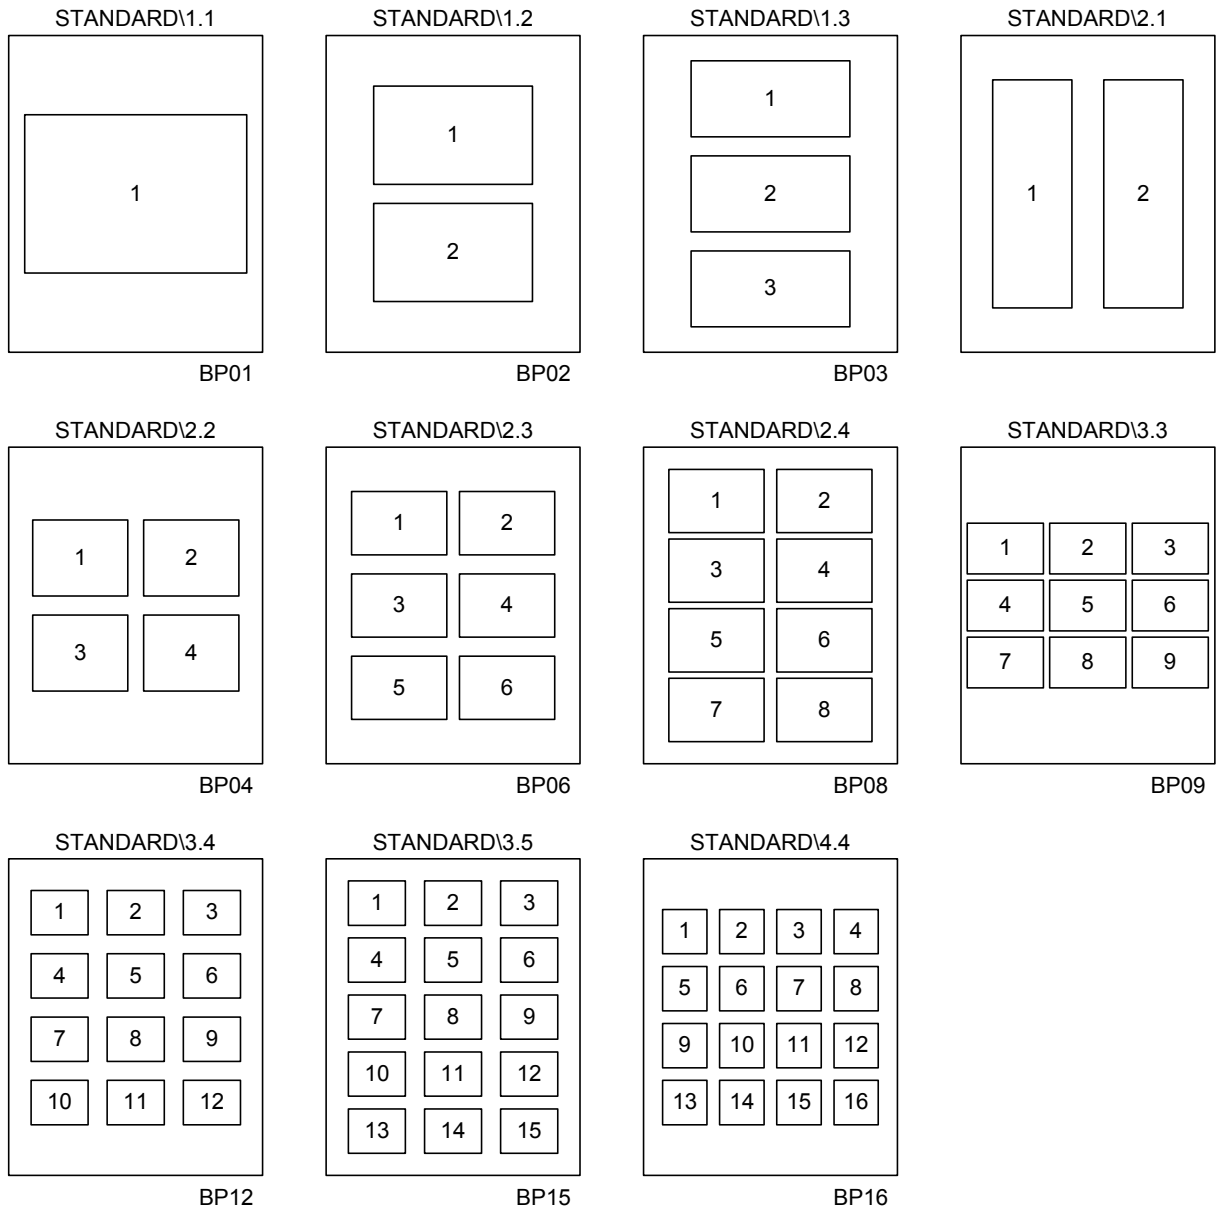 STANDARD\1.1 STANDARD\1.2 STANDARD\1.3 STANDARD\2.1
1
1
2
1
2
3
1 2
BP01 BP02 BP03
STANDARD\2.2 STANDARD\2.3 STANDARD\2.4 STANDARD\3.3
1 2
3 4
1 2
3 4
5 6
1 2
3 4
5 6
7 8
1 2 3
4 5 6
7 8 9
BP04 BP06 BP08 BP09
STANDARD\3.4 STANDARD\3.5 STANDARD\4.4
1 2 3
4 5 6
7 8 9
10 11 12
1 2 3
4 5 6
7 8 9
10 11 12
13 14 15
1 2 3 4
5 6 7 8
9 10 11 12
13 14 15 16
BP12 BP15 BP16